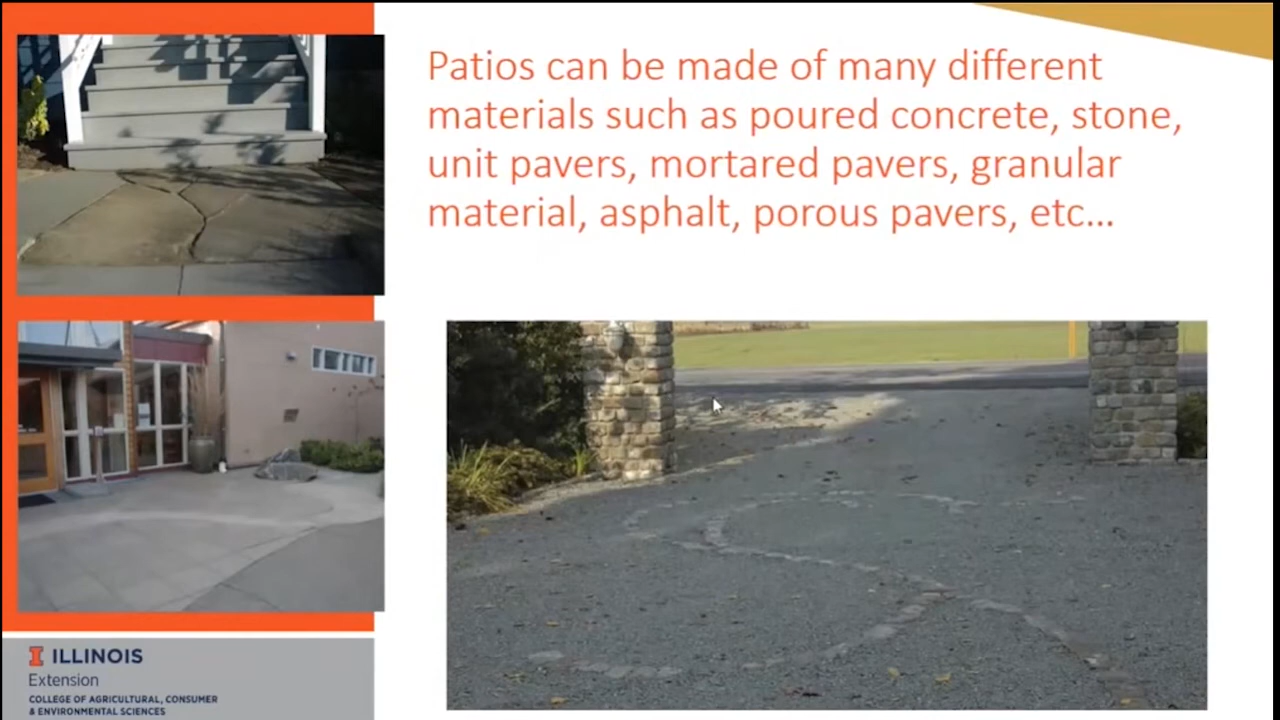 Patios can be made of many different
materials such as poured concrete, stone,
unit pavers, mortared pavers, granular
material, asphalt, porous pavers, etc...
I ILLINOIS
Extension
COLLEGE OF AGRICULTURAL, CONSUMER
& ENVIRONMENTAL SCIENCES